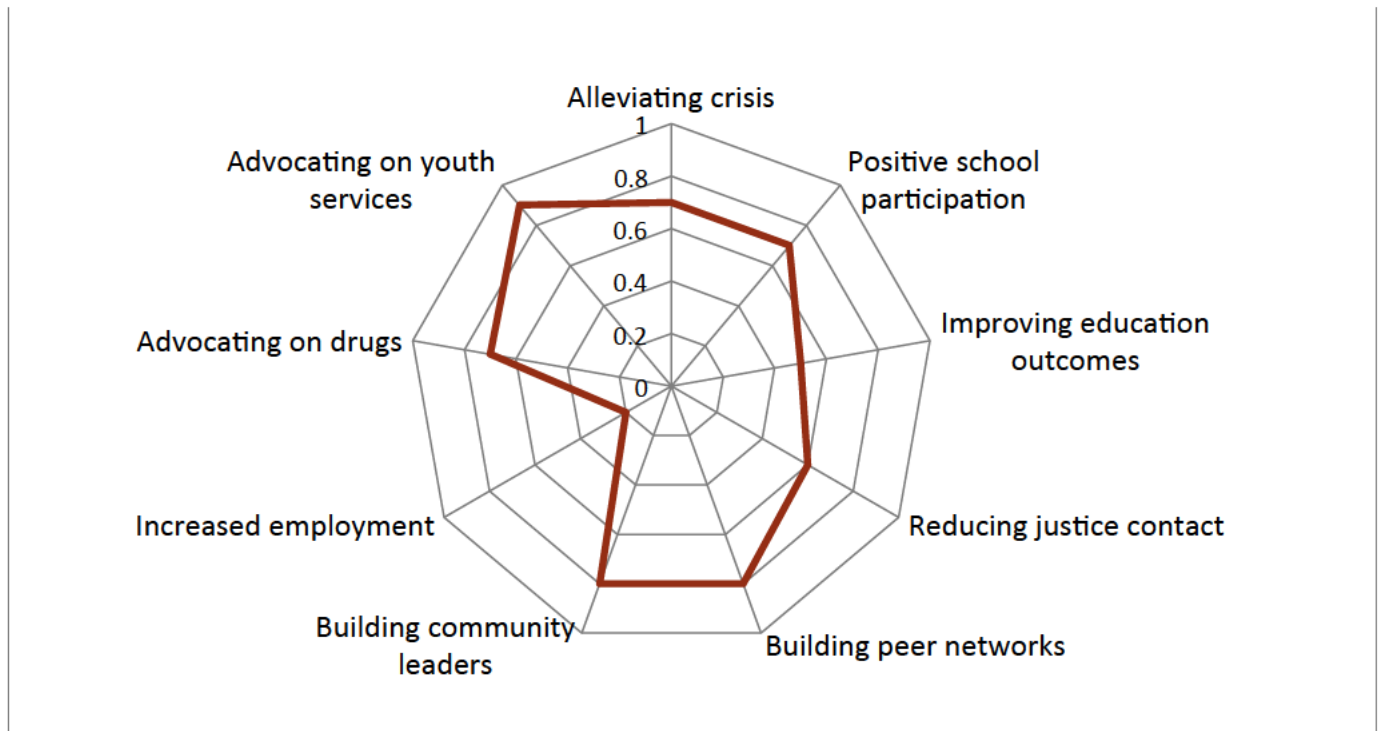 Alleviating crisis
Positive school
participation
Improving education
outcomes
Reducing justice contact
Building peer networks
Building community
leaders
Increased employment
Advocating on drugs
Advocating on youth
services
1
0.8
0.6
0.4
0.2
0